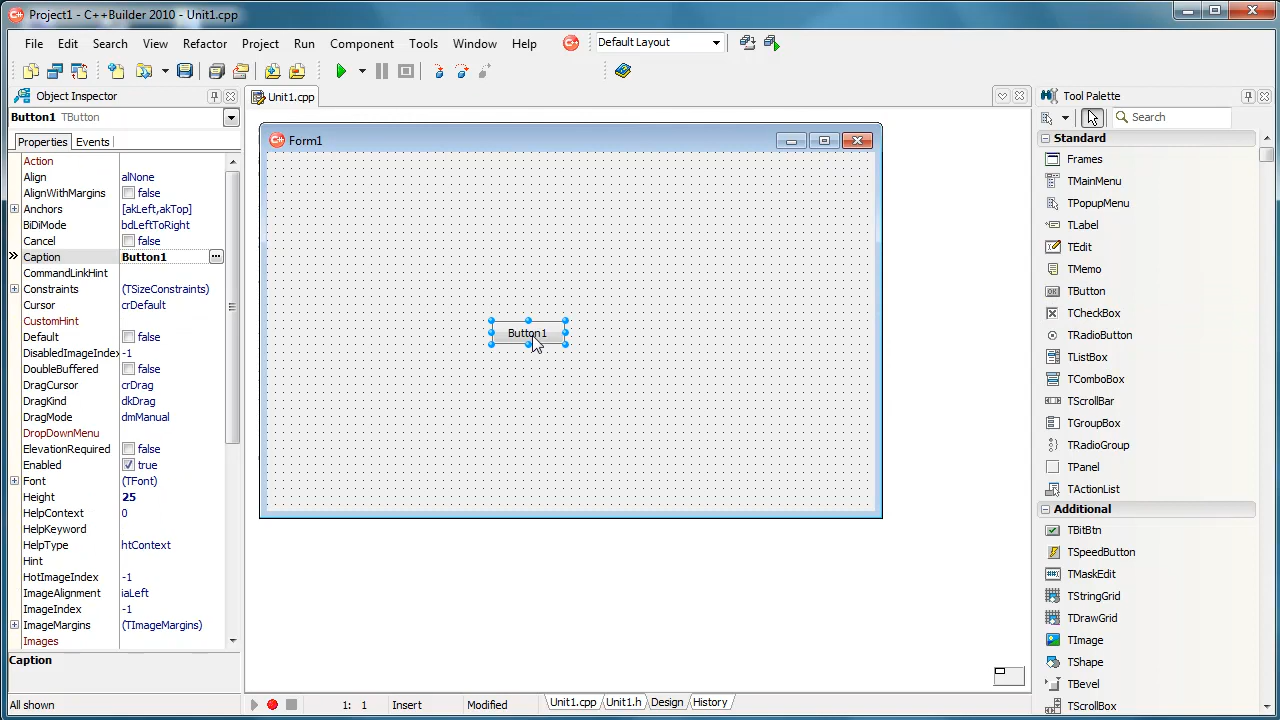 Project1 - C++Builder 2010 - Unit1.cpp
File Edit Search View Refactor Project Run Component Tools Window Help Default Layout
Object Inspector
Button1 TButton
Properties Events
Action
Align alNone
AlignWithMargins false
Anchors [akLeft,akTop]
BiDiMode bdLeftToRight
Cancel false
Caption Button1 ...
CommandLinkHint
Constraints (TSizeConstraints)
Cursor crDefault
CustomHint
Default false
DisabledImageIndex -1
DoubleBuffered false
DragCursor crDrag
DragKind dkDrag
DragMode dmManual
DropDownMenu
ElevationRequired false
Enabled true
Font (TFont)
Height 25
HelpContext 0
HelpKeyword
HelpType htContext
Hint
HotImageIndex -1
ImageAlignment iaLeft
ImageIndex -1
ImageMargins (TImageMargins)
Images
Caption
All shown
Unit1.cpp
Form1
Button1
1: 1 Insert Modified Unit1.cpp Unit1.h Design History
Tool Palette
Search
Standard
Frames
TMainMenu
TPopupMenu
TLabel
TEdit
TMemo
TButton
TCheckBox
TRadioButton
TListBox
TComboBox
TScrollBar
TGroupBox
TRadioGroup
TPanel
TActionList
Additional
TBitBtn
TSpeedButton
TMaskEdit
TStringGrid
TDrawGrid
TImage
TShape
TBevel
TScrollBox